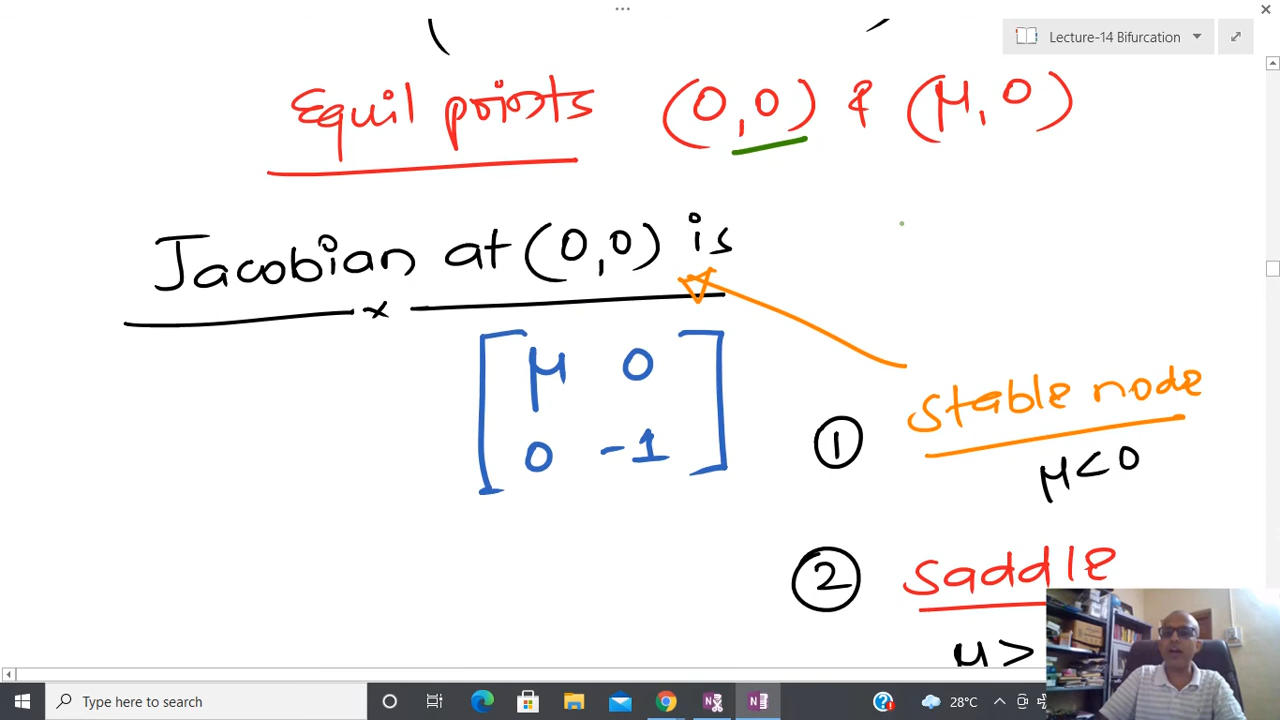 Lecture-14 Bifurcation
Equil points (0,0) & (μ,0)
Jacobian at (0,0) is
μ 0
0 -1
① stable node
μ<0
② saddle
μ>
Type here to search
28°C